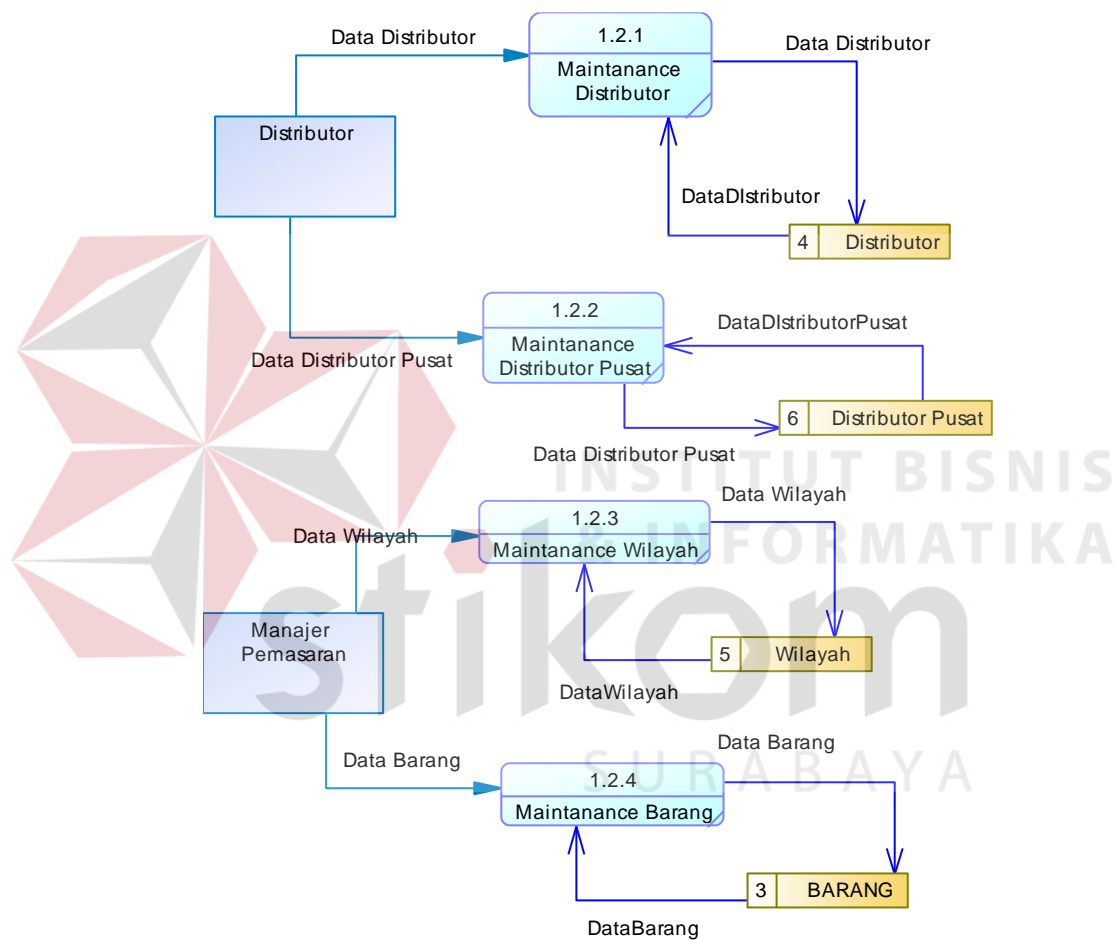 Data Distributor
1.2.1
Maintanance
Distributor
Data Distributor
Distributor
DataDIstributor
4 Distributor
1.2.2
Maintanance
Distributor Pusat
DataDIstributorPusat
Data Distributor Pusat
6 Distributor Pusat
Data Distributor Pusat
INSTITUT BISNIS
& INFORMATIKA
stikom
SURABAYA
Data Wilayah
1.2.3
Maintanance Wilayah
Data Wilayah
Manajer
Pemasaran
5 Wilayah
DataWilayah
Data Barang
Data Barang
1.2.4
Maintanance Barang
3 BARANG
DataBarang